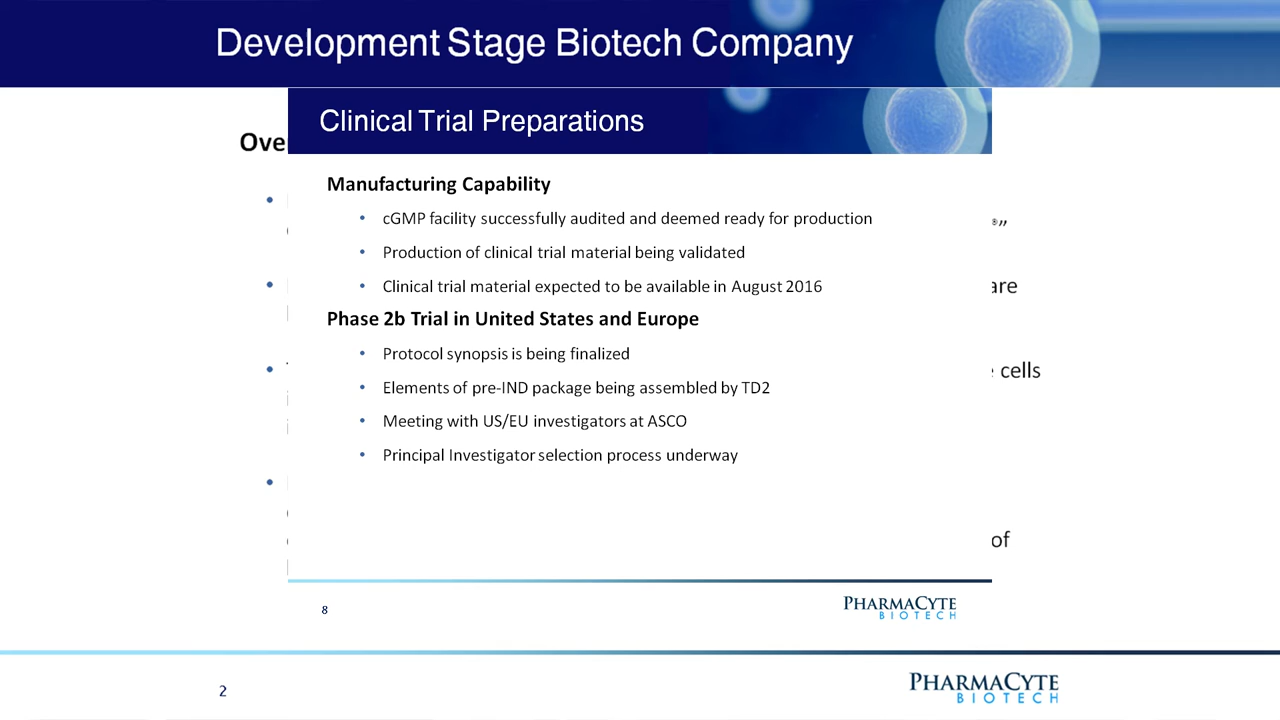 Development Stage Biotech Company
Clinical Trial Preparations
Manufacturing Capability
• cGMP facility successfully audited and deemed ready for production
• Production of clinical trial material being validated
• Clinical trial material expected to be available in August 2016
Phase 2b Trial in United States and Europe
• Protocol synopsis is being finalized
• Elements of pre-IND package being assembled by TD2
• Meeting with US/EU investigators at ASCO
• Principal Investigator selection process underway
8
PHARMACYTE
BIOTECH
®”
are
cells
of
2
PHARMACYTE
BIOTECH